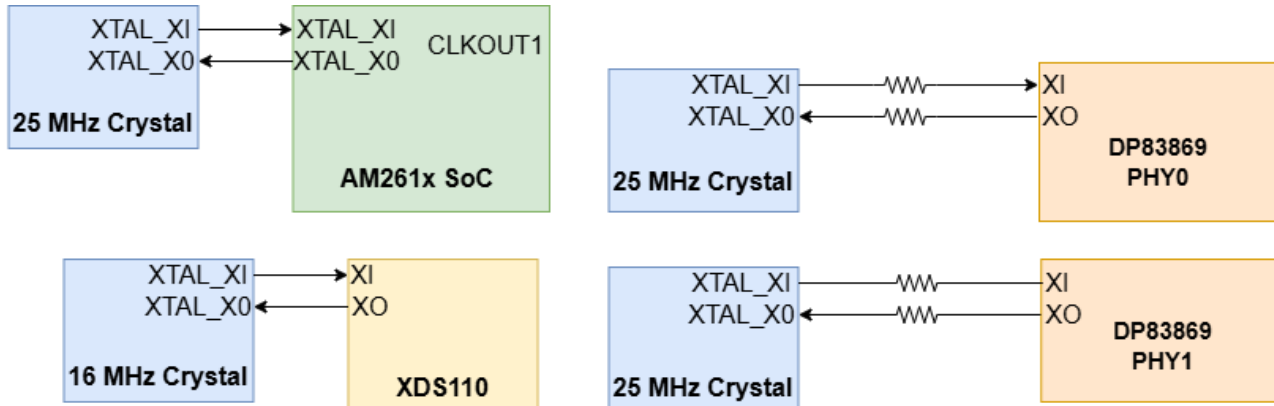 XTAL_XI
XTAL_X0
25 MHz Crystal
XTAL_XI
XTAL_X0
CLKOUT1
AM261x SoC
XTAL_XI
XTAL_X0
25 MHz Crystal
XI
XO
DP83869
PHY0
XTAL_XI
XTAL_X0
16 MHz Crystal
XI
XO
XDS110
XTAL_XI
XTAL_X0
25 MHz Crystal
XI
XO
DP83869
PHY1